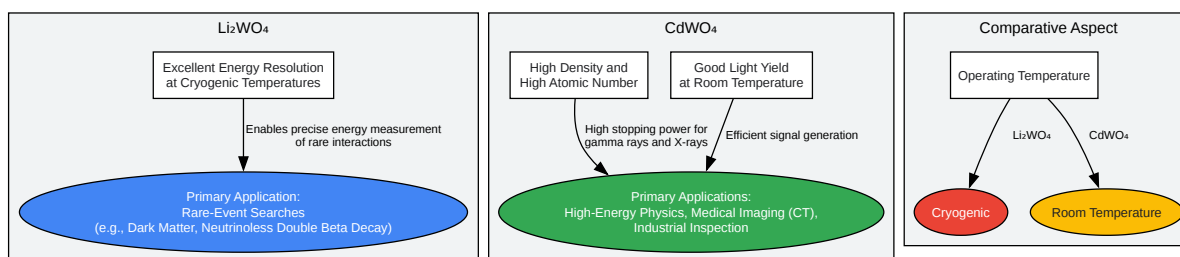 Li₂WO₄
Excellent Energy Resolution
at Cryogenic Temperatures
Enables precise energy measurement
of rare interactions
Primary Application:
Rare-Event Searches
(e.g., Dark Matter, Neutrinoless Double Beta Decay)
CdWO₄
High Density and
High Atomic Number
Good Light Yield
at Room Temperature
High stopping power for
gamma rays and X-rays
Efficient signal generation
Primary Applications:
High-Energy Physics, Medical Imaging (CT),
Industrial Inspection
Comparative Aspect
Operating Temperature
Li₂WO₄
CdWO₄
Cryogenic
Room Temperature